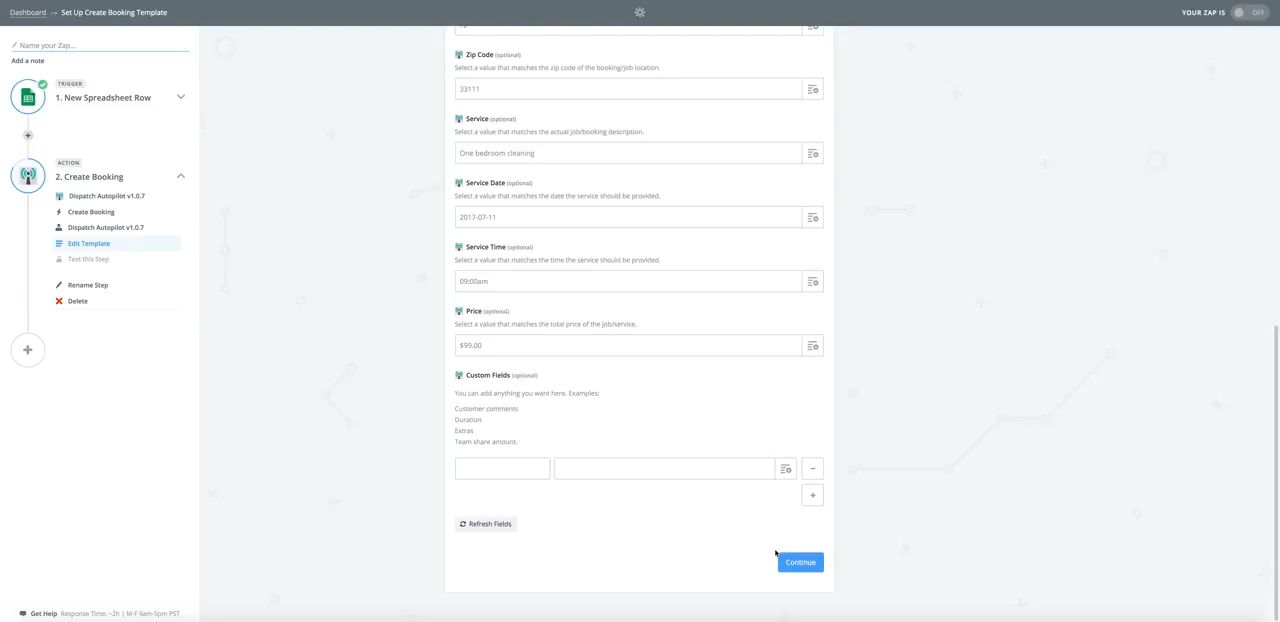 Dashboard → Set Up Create Booking Template
YOUR ZAP IS OFF
Name your Zap...
Add a note
TRIGGER
1. New Spreadsheet Row
+
ACTION
2. Create Booking
Dispatch Autopilot v1.0.7
Create Booking
Dispatch Autopilot v1.0.7
Edit Template
Test this Step
Rename Step
Delete
+
Get Help Response Time: ~2h | M-F 9am-5pm PST
Zip Code (optional)
Select a value that matches the zip code of the booking/job location.
33111
Service (optional)
Select a value that matches the actual job/booking description.
One bedroom cleaning
Service Date (optional)
Select a value that matches the date the service should be provided.
2017-07-11
Service Time (optional)
Select a value that matches the time the service should be provided.
09:00am
Price (optional)
Select a value that matches the total price of the job/service.
$99.00
Custom Fields (optional)
You can add anything you want here. Examples:
Customer comments
Duration
Extras
Team share amount.
−
+
Refresh Fields
Continue